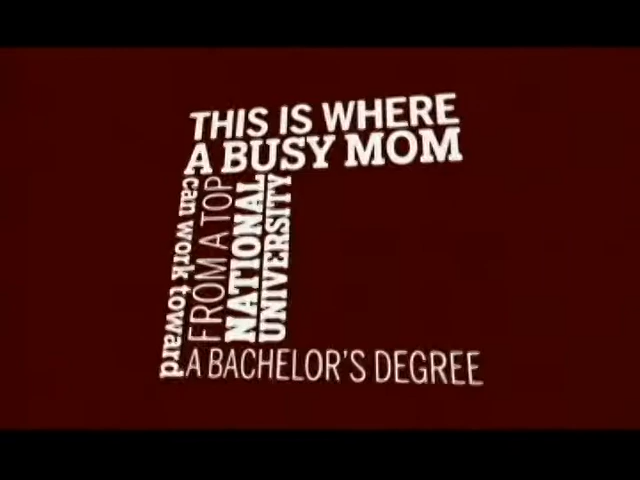 THIS IS WHERE
A BUSY MOM
can work toward
A BACHELOR'S DEGREE
FROM A TOP
NATIONAL
UNIVERSITY